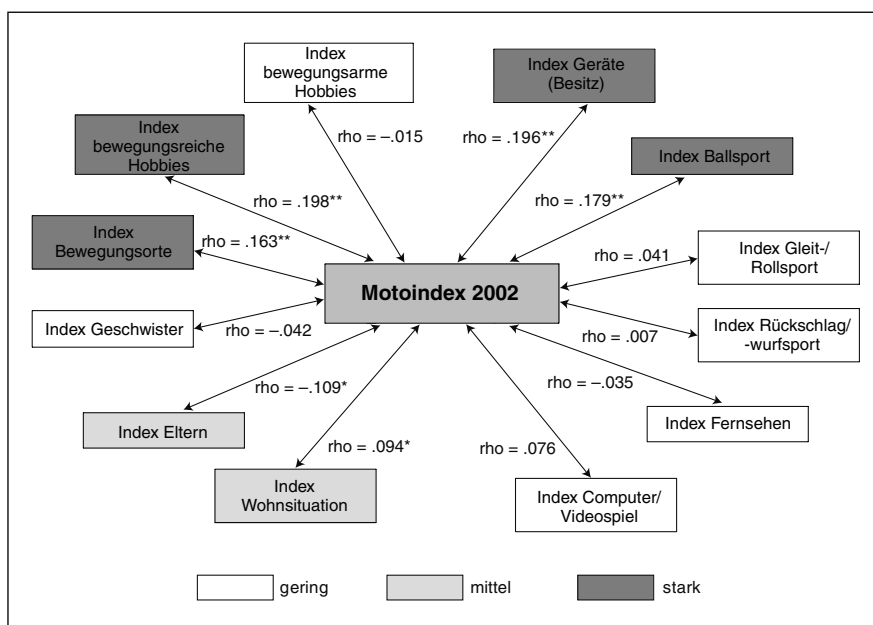 Index
bewegungsarme
Hobbies
Index Geräte
(Besitz)
Index
bewegungsreiche
Hobbies
rho = –.015
rho = .196**
Index Ballsport
rho = .198**
rho = .179**
Index
Bewegungsorte
rho = .163**
rho = .041
Index Gleit-/
Rollsport
Motoindex 2002
Index Geschwister
rho = –.042
rho = .007
Index Rückschlag/
-wurfsport
rho = –.109*
rho = –.035
Index Eltern
Index Fernsehen
rho = .094*
rho = .076
Index
Wohnsituation
Index Computer/
Videospiel
gering
mittel
stark